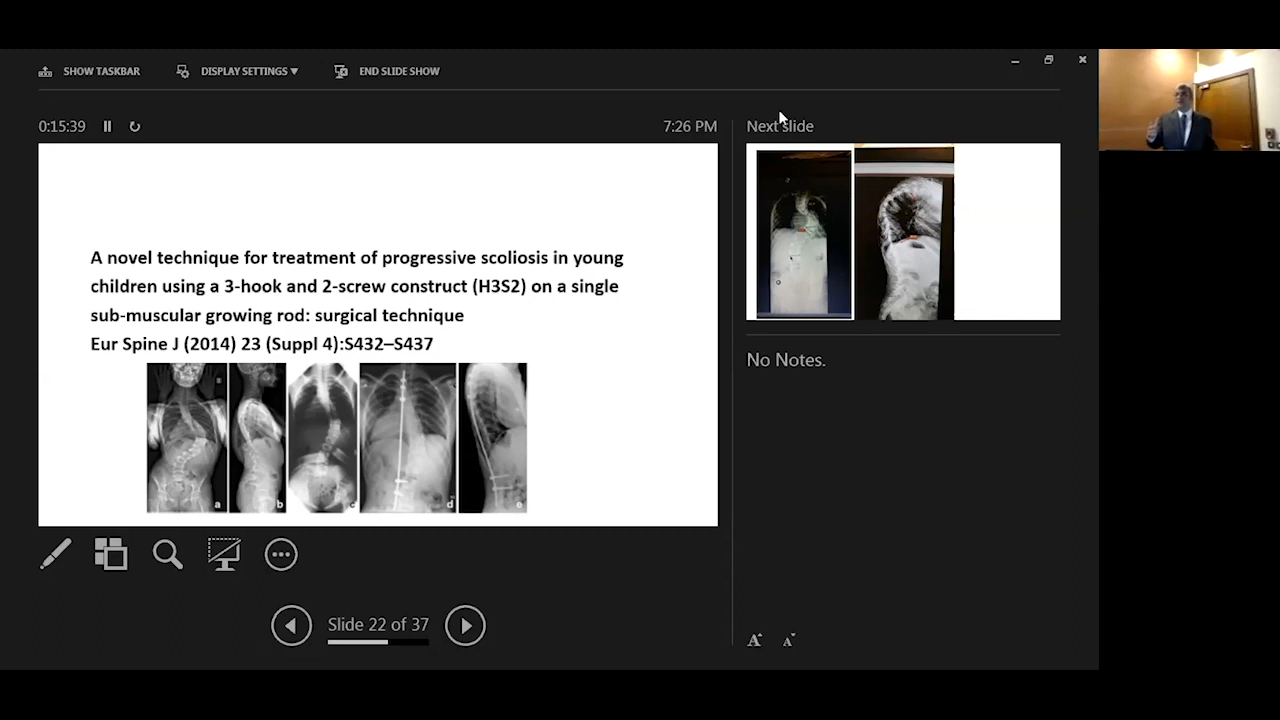 SHOW TASKBAR
DISPLAY SETTINGS
END SLIDE SHOW
0:15:39
7:26 PM
Next slide
A novel technique for treatment of progressive scoliosis in young
children using a 3-hook and 2-screw construct (H3S2) on a single
sub-muscular growing rod: surgical technique
Eur Spine J (2014) 23 (Suppl 4):S432–S437
a
b
c
d
e
No Notes.
Slide 22 of 37
A
A